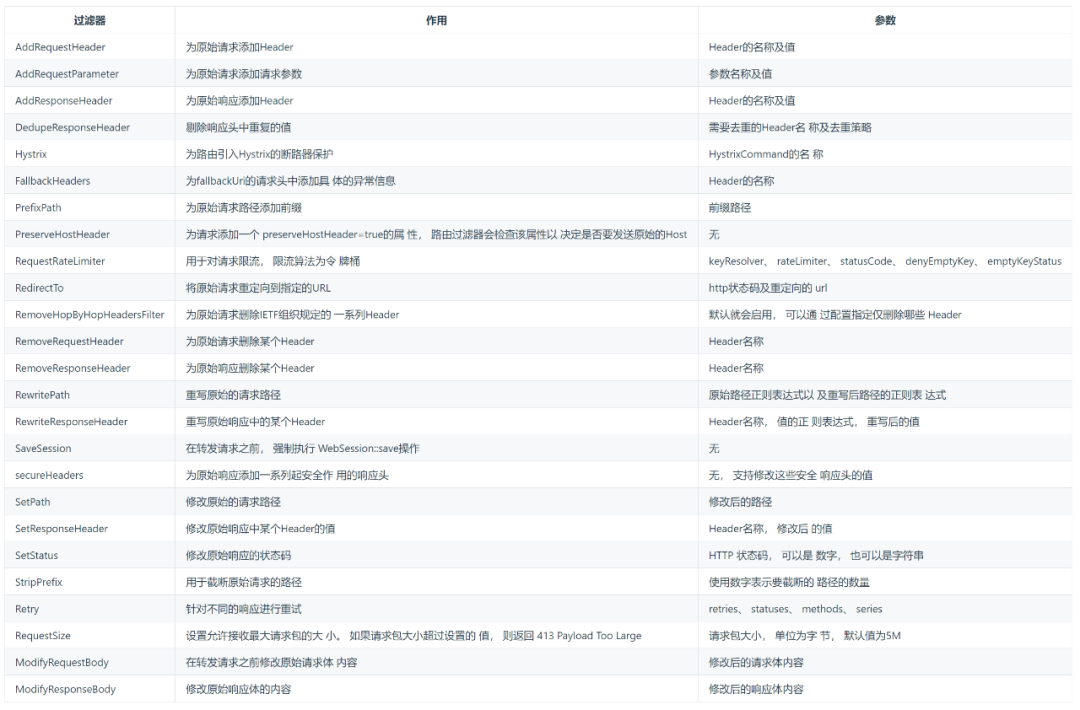 过滤器 作用 参数
AddRequestHeader 为原始请求添加Header Header的名称及值
AddRequestParameter 为原始请求添加请求参数 参数名称及值
AddResponseHeader 为原始响应添加Header Header的名称及值
DedupeResponseHeader 剔除响应头中重复的值 需要去重的Header名 称及去重策略
Hystrix 为路由引入Hystrix的断路器保护 HystrixCommand的名 称
FallbackHeaders 为fallbackUri的请求头中添加具 体的异常信息 Header的名称
PrefixPath 为原始请求路径添加前缀 前缀路径
PreserveHostHeader 为请求添加一个 preserveHostHeader=true的属 性， 路由过滤器会检查该属性以 决定是否要发送原始的Host 无
RequestRateLimiter 用于对请求限流， 限流算法为令 牌桶 keyResolver、 rateLimiter、 statusCode、 denyEmptyKey、 emptyKeyStatus
RedirectTo 将原始请求重定向到指定的URL http状态码及重定向的 url
RemoveHopByHopHeadersFilter 为原始请求删除IETF组织规定的 一系列Header 默认就会启用， 可以通 过配置指定仅删除哪些 Header
RemoveRequestHeader 为原始请求删除某个Header Header名称
RemoveResponseHeader 为原始响应删除某个Header Header名称
RewritePath 重写原始的请求路径 原始路径正则表达式以 及重写后路径的正则表 达式
RewriteResponseHeader 重写原始响应中的某个Header Header名称， 值的正 则表达式， 重写后的值
SaveSession 在转发请求之前， 强制执行 WebSession::save操作 无
secureHeaders 为原始响应添加一系列起安全作 用的响应头 无， 支持修改这些安全 响应头的值
SetPath 修改原始的请求路径 修改后的路径
SetResponseHeader 修改原始响应中某个Header的值 Header名称， 修改后 的值
SetStatus 修改原始响应的状态码 HTTP 状态码， 可以是 数字， 也可以是字符串
StripPrefix 用于截断原始请求的路径 使用数字表示要截断的 路径的数量
Retry 针对不同的响应进行重试 retries、 statuses、 methods、 series
RequestSize 设置允许接收最大请求包的大 小。 如果请求包大小超过设置的 值， 则返回 413 Payload Too Large 请求包大小， 单位为字 节， 默认值为5M
ModifyRequestBody 在转发请求之前修改原始请求体 内容 修改后的请求体内容
ModifyResponseBody 修改原始响应体的内容 修改后的响应体内容